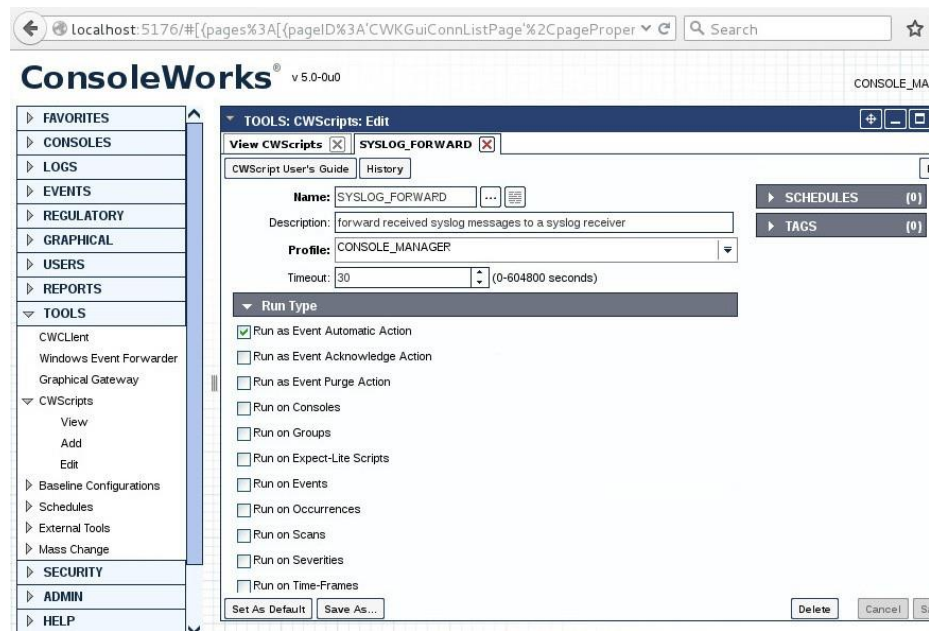 localhost:5176/#[{pages%3A[{pageID%3A'CWKGuiConnListPage'%2CpageProper
Search
ConsoleWorks® v 5.0-0u0
CONSOLE_MA
FAVORITES
CONSOLES
LOGS
EVENTS
REGULATORY
GRAPHICAL
USERS
REPORTS
TOOLS
CWCLIent
Windows Event Forwarder
Graphical Gateway
CWScripts
View
Add
Edit
Baseline Configurations
Schedules
External Tools
Mass Change
SECURITY
ADMIN
HELP
TOOLS: CWScripts: Edit
View CWScripts SYSLOG_FORWARD
CWScript User's Guide History
Name: SYSLOG_FORWARD ...
Description: forward received syslog messages to a syslog receiver
Profile: CONSOLE_MANAGER
Timeout: 30 (0-604800 seconds)
Run Type
Run as Event Automatic Action
Run as Event Acknowledge Action
Run as Event Purge Action
Run on Consoles
Run on Groups
Run on Expect-Lite Scripts
Run on Events
Run on Occurrences
Run on Scans
Run on Severities
Run on Time-Frames
SCHEDULES (0)
TAGS (0)
Set As Default Save As... Delete Cancel Sa